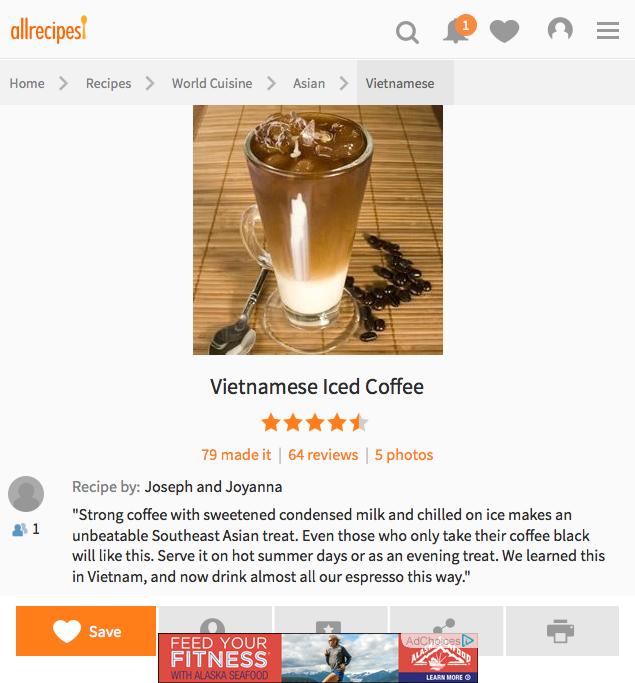 allrecipes
1
Home
Recipes
World Cuisine
Asian
Vietnamese
Vietnamese Iced Coffee
79 made it | 64 reviews | 5 photos
Recipe by: Joseph and Joyanna
1
"Strong coffee with sweetened condensed milk and chilled on ice makes an
unbeatable Southeast Asian treat. Even those who only take their coffee black
will like this. Serve it on hot summer days or as an evening treat. We learned this
in Vietnam, and now drink almost all our espresso this way."
Save
FEED YOUR
FITNESS
WITH ALASKA SEAFOOD
AdChoices
LEARN MORE